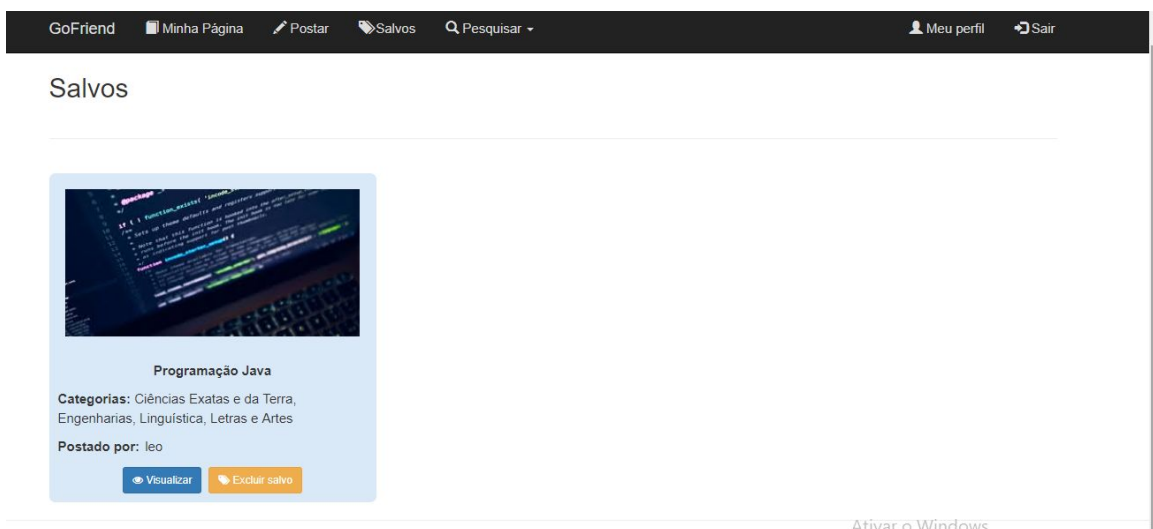 GoFriend Minha Página Postar Salvos Pesquisar Meu perfil Sair
Salvos
Programação Java
Categorias: Ciências Exatas e da Terra,
Engenharias, Linguística, Letras e Artes
Postado por: leo
Visualizar Excluir salvo
Ativar o Windows